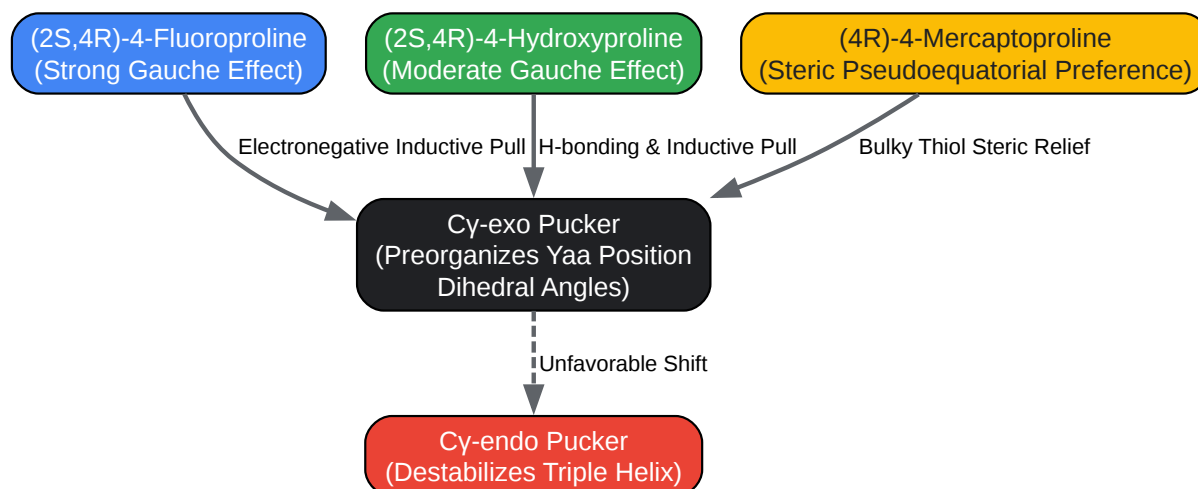 (2S,4R)-4-Fluoroproline
(Strong Gauche Effect)
(2S,4R)-4-Hydroxyproline
(Moderate Gauche Effect)
(4R)-4-Mercaptoproline
(Steric Pseudoequatorial Preference)
Electronegative Inductive Pull
H-bonding & Inductive Pull
Bulky Thiol Steric Relief
Cγ-exo Pucker
(Preorganizes Yaa Position
Dihedral Angles)
Unfavorable Shift
Cγ-endo Pucker
(Destabilizes Triple Helix)